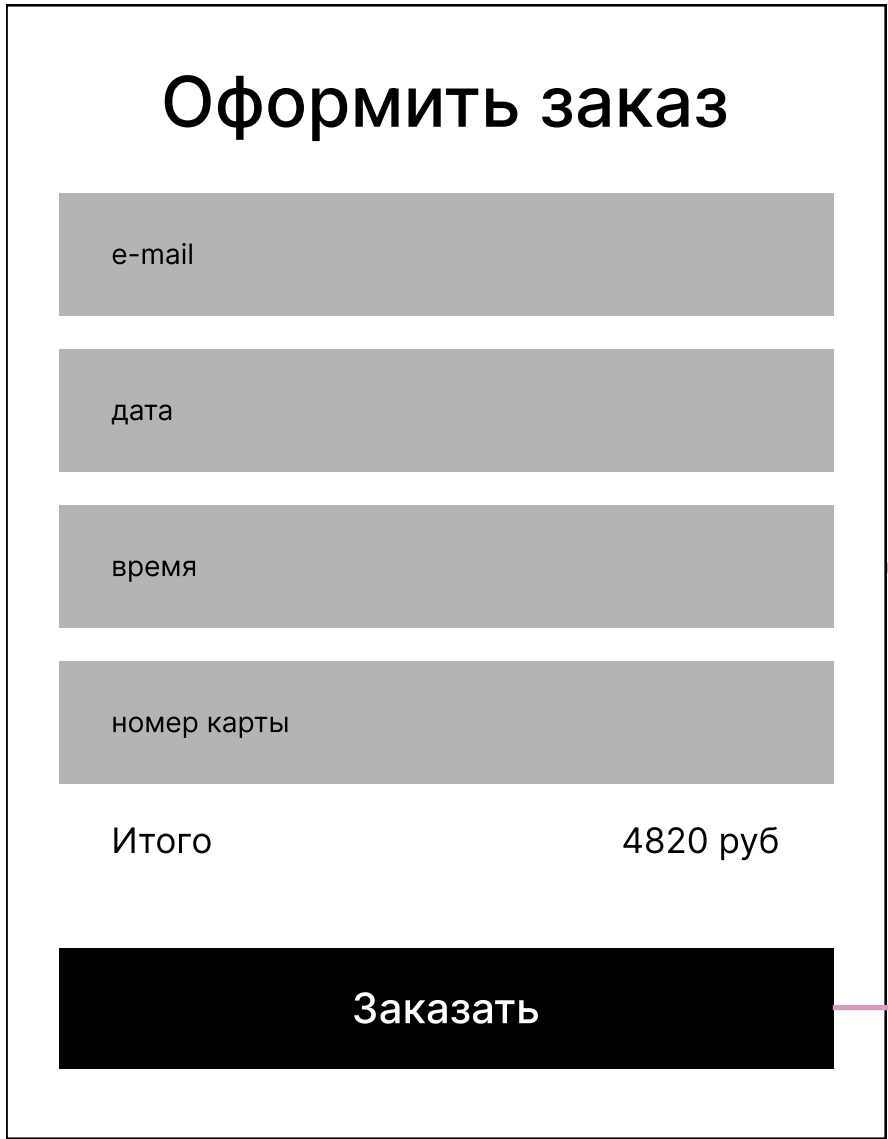 Оформить заказ
e-mail
дата
время
номер карты
Итого 4820 руб
Заказать